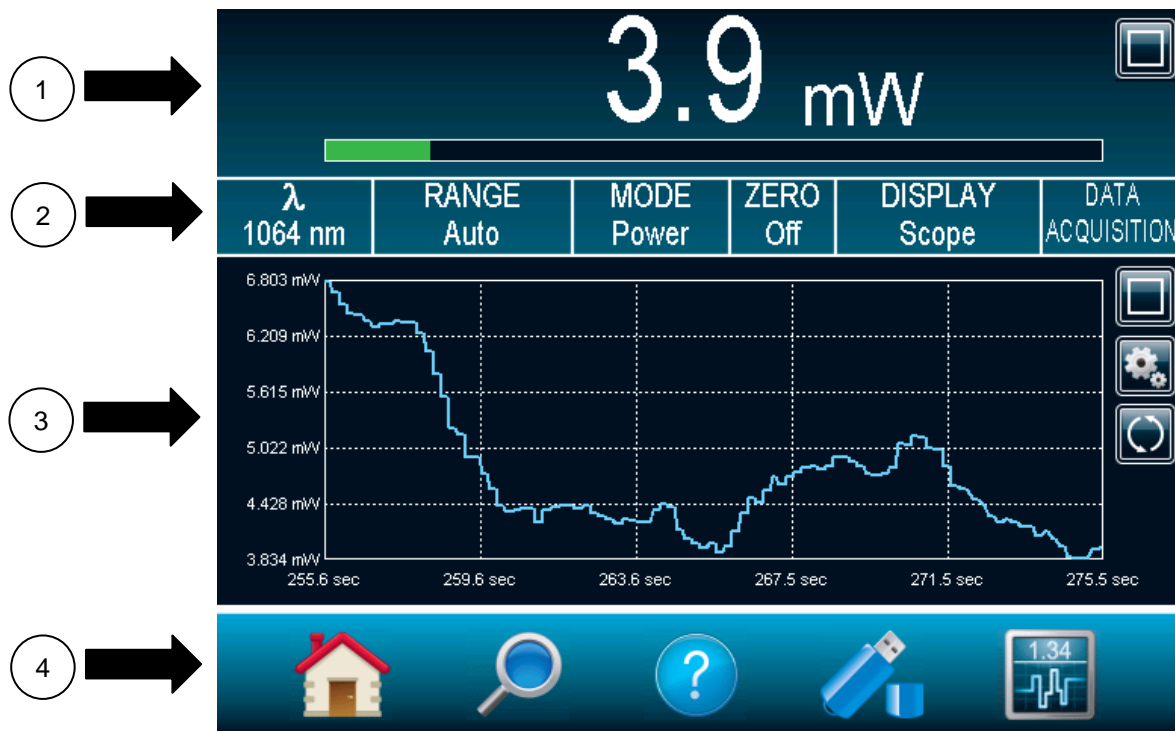 1
3.9 mW
2
λ RANGE MODE ZERO DISPLAY DATA
1064 nm Auto Power Off Scope ACQUISITION
6.803 mW
6.209 mW
5.615 mW
3
5.022 mW
4.428 mW
3.834 mW
255.6 sec 259.6 sec 263.6 sec 267.5 sec 271.5 sec 275.5 sec
4
?
1.34